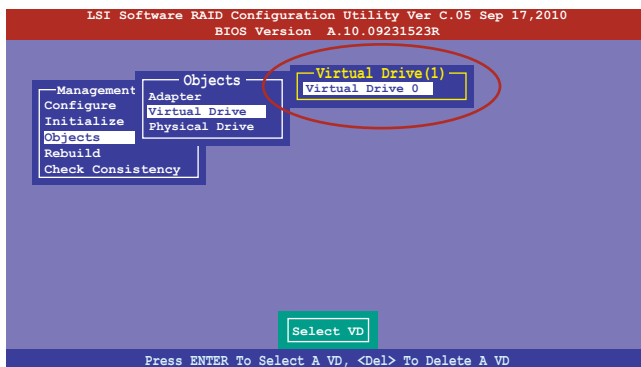 LSI Software RAID Configuration Utility Ver C.05 Sep 17,2010
BIOS Version A.10.09231523R
Management
Configure
Initialize
Objects
Rebuild
Check Consistency
Objects
Adapter
Virtual Drive
Physical Drive
Virtual Drive(1)
Virtual Drive 0
Select VD
Press ENTER To Select A VD, <Del> To Delete A VD